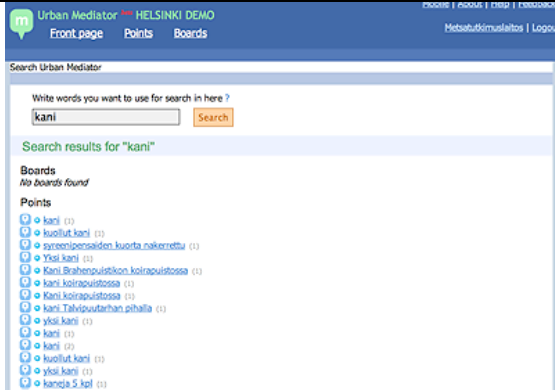 Mobile | About | Help | Feedback
m Urban Mediator HELSINKI DEMO
Front page Points Boards
Metsatutkimuslaitos | Logou
Search Urban Mediator
Write words you want to use for search in here ?
kani Search
Search results for "kani"
Boards
No boards found
Points
kani (1)
kuollut kani (1)
syreenipensaiden kuorta nakerrettu (1)
Yksi kani (1)
Kani Brahenpuistikon koirapuistossa (1)
kani koirapuistossa (1)
Kani koirapuistossa (1)
kani Talvipuutarhan pihalla (1)
yksi kani (1)
kani (1)
kani (2)
kuollut kani (1)
yksi kani (1)
kaneja 5 kpl (1)